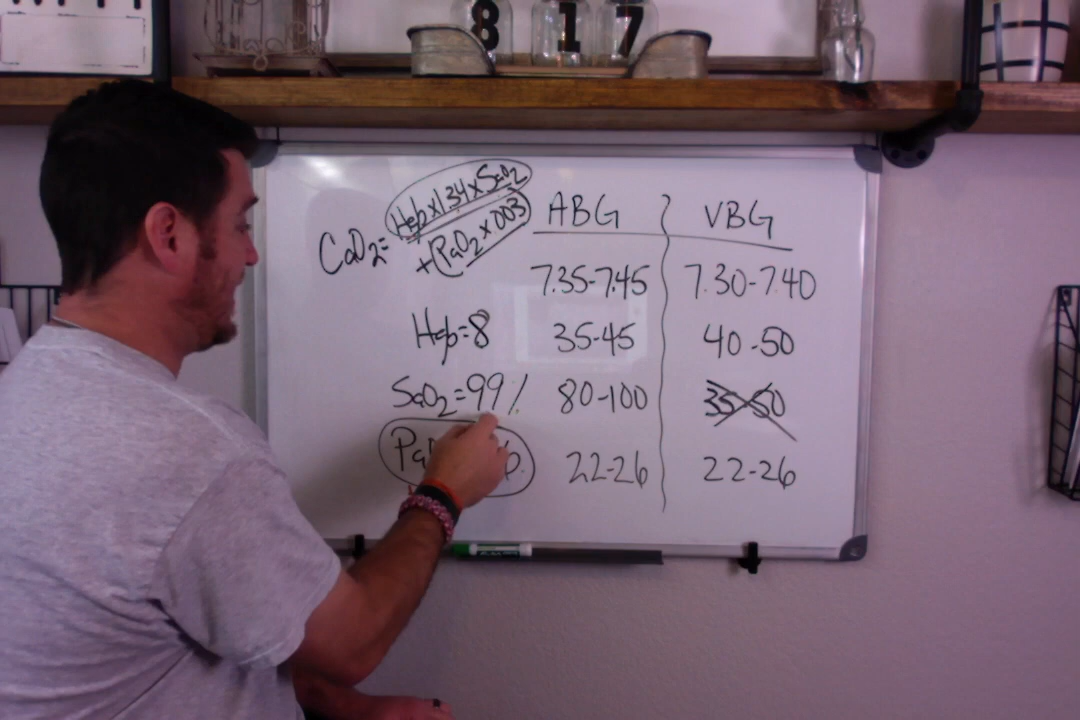 8 1 7
CaO2= Hgb x 1.34 x SaO2
+(PaO2 x 003)
ABG VBG
7.35-7.45 7.30-7.40
Hgb=8 35-45 40-50
SaO2=99% 80-100 35-50
22-26 22-26